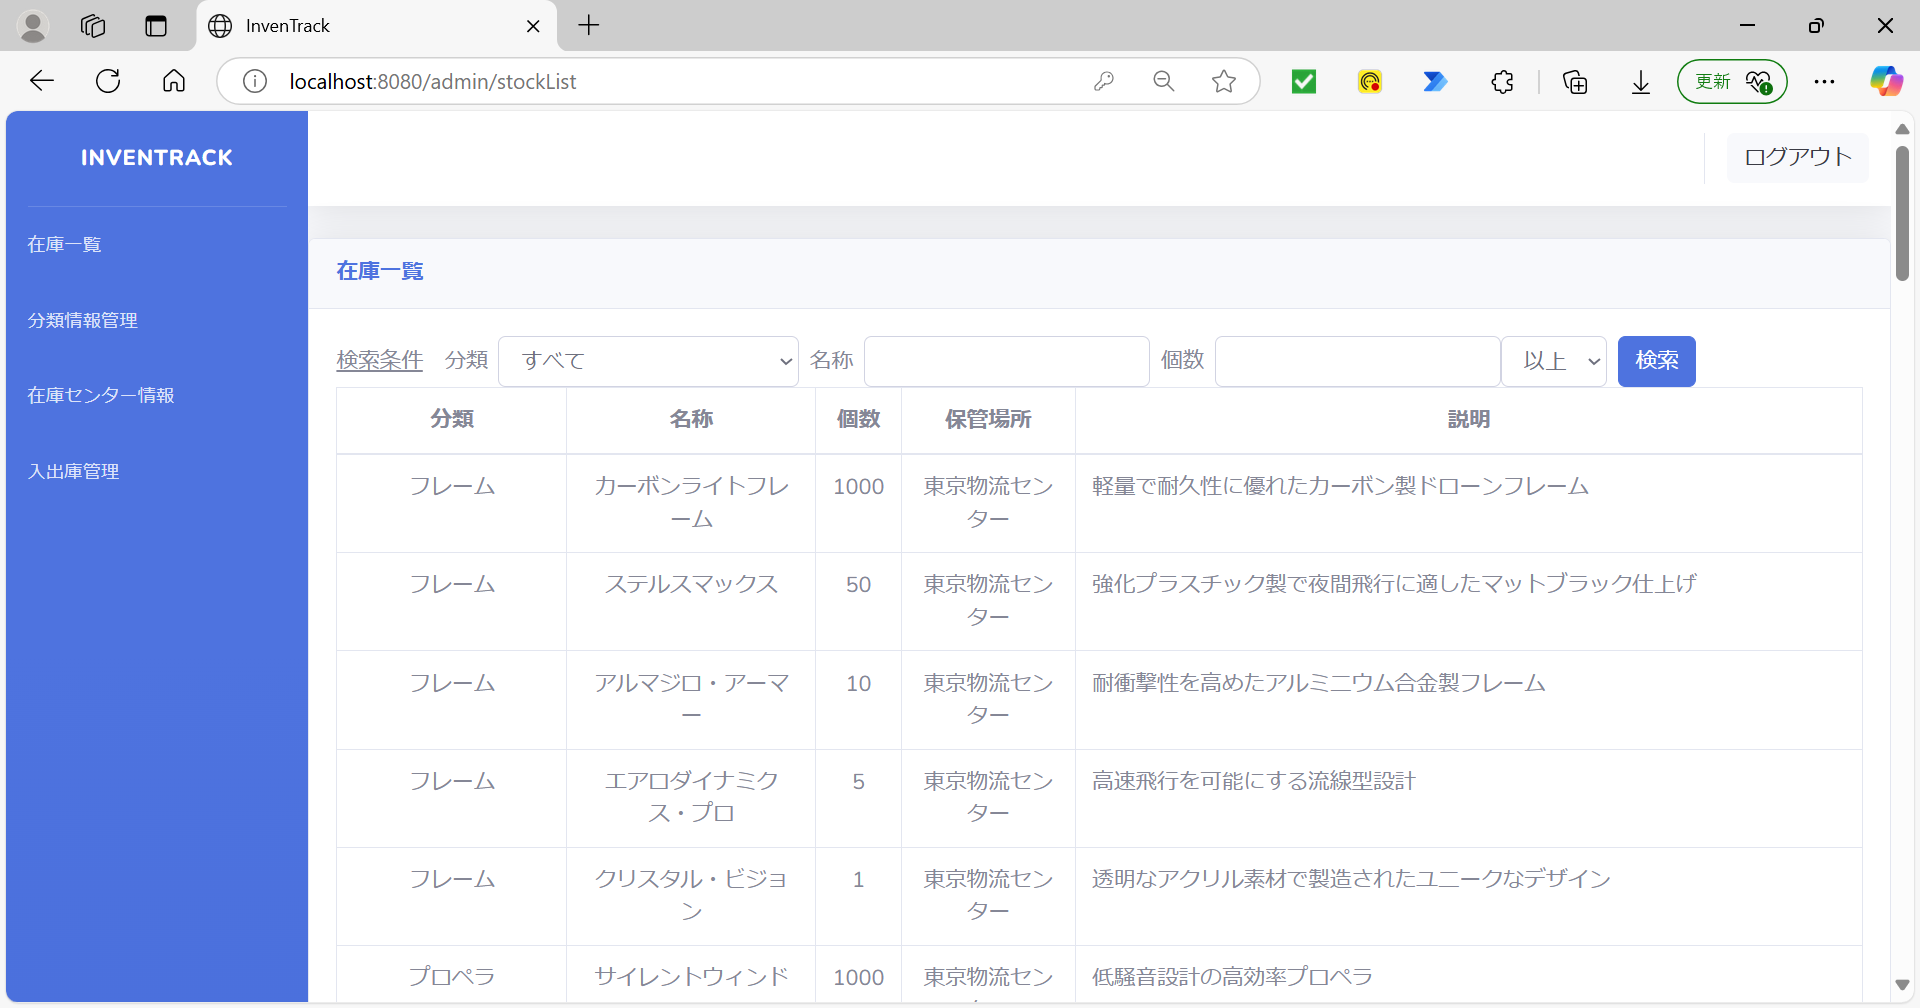 InvenTrack
localhost:8080/admin/stockList
更新
INVENTRACK
ログアウト
在庫一覧
分類情報管理
在庫センター情報
入出庫管理
在庫一覧
検索条件 分類 すべて 名称 個数 以上 検索
分類 名称 個数 保管場所 説明
フレーム カーボンライトフレ 1000 東京物流セン 軽量で耐久性に優れたカーボン製ドローンフレーム
ーム ター
フレーム ステルスマックス 50 東京物流セン 強化プラスチック製で夜間飛行に適したマットブラック仕上げ
ター
フレーム アルマジロ・アーマ 10 東京物流セン 耐衝撃性を高めたアルミニウム合金製フレーム
ー ター
フレーム エアロダイナミク 5 東京物流セン 高速飛行を可能にする流線型設計
ス・プロ ター
フレーム クリスタル・ビジョ 1 東京物流セン 透明なアクリル素材で製造されたユニークなデザイン
ン ター
プロペラ サイレントウィンド 1000 東京物流セン 低騒音設計の高効率プロペラ